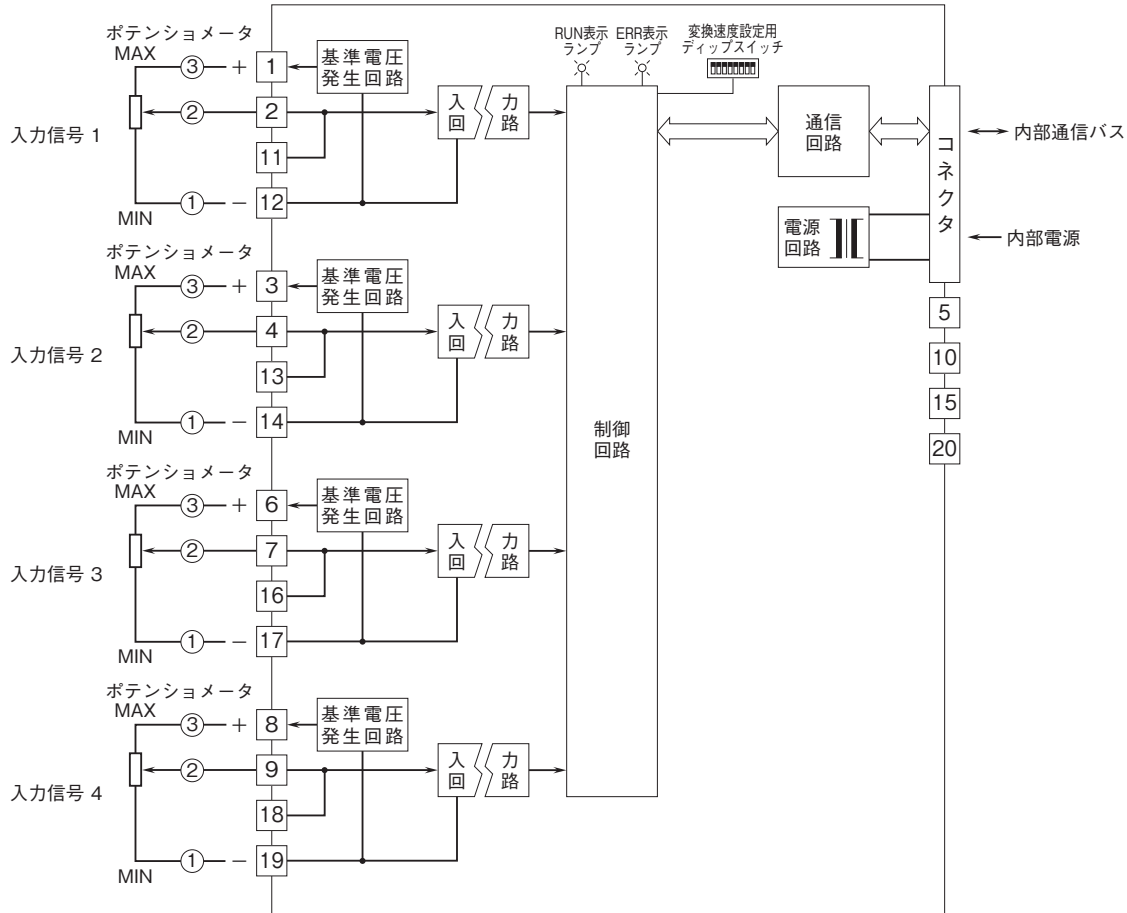 RUN表示
ランプ
ERR表示
ランプ
変換速度設定用
ディップスイッチ
ポテンショメータ
MAX
③ + 1
基準電圧
発生回路
② 2
入力信号 1
11
① − 12
MIN
入力
回路
通信
回路
コネクタ
内部通信バス
電源
回路
内部電源
ポテンショメータ
MAX
③ + 3
基準電圧
発生回路
② 4
入力信号 2
13
① − 14
MIN
入力
回路
5
10
15
20
制御
回路
ポテンショメータ
MAX
③ + 6
基準電圧
発生回路
② 7
入力信号 3
16
① − 17
MIN
入力
回路
ポテンショメータ
MAX
③ + 8
基準電圧
発生回路
② 9
入力信号 4
18
① − 19
MIN
入力
回路